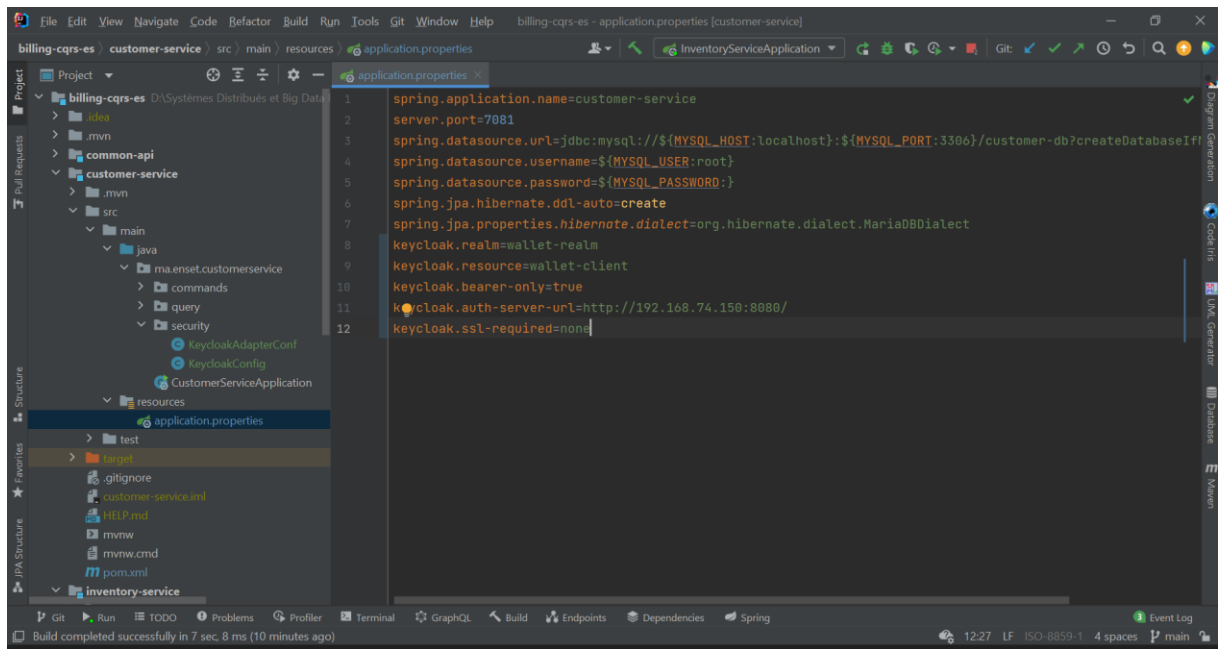 File Edit View Navigate Code Refactor Build Run Tools Git Window Help billing-cqrs-es - application.properties [customer-service]
billing-cqrs-es customer-service src main resources application.properties InventoryServiceApplication Git:
Project application.properties
billing-cqrs-es D:\Systèmes Distribués et Big Data
.idea
.mvn
common-api
customer-service
.mvn
src
main
java
ma.enset.customerservice
commands
query
security
KeycloakAdapterConf
KeycloakConfig
CustomerServiceApplication
resources
application.properties
test
target
.gitignore
customer-service.iml
HELP.md
mvnw
mvnw.cmd
pom.xml
inventory-service
1 spring.application.name=customer-service
2 server.port=7081
3 spring.datasource.url=jdbc:mysql://${MYSQL_HOST:localhost}:${MYSQL_PORT:3306}/customer-db?createDatabaseIf
4 spring.datasource.username=${MYSQL_USER:root}
5 spring.datasource.password=${MYSQL_PASSWORD:}
6 spring.jpa.hibernate.ddl-auto=create
7 spring.jpa.properties.hibernate.dialect=org.hibernate.dialect.MariaDBDialect
8 keycloak.realm=wallet-realm
9 keycloak.resource=wallet-client
10 keycloak.bearer-only=true
11 keycloak.auth-server-url=http://192.168.74.150:8080/
12 keycloak.ssl-required=none
Project
Pull Requests
Structure
Favorites
JPA Structure
Diagram Generation
Code Iris
UML Generator
Database
Maven
Git Run TODO Problems Profiler Terminal GraphQL Build Endpoints Dependencies Spring 3 Event Log
Build completed successfully in 7 sec, 8 ms (10 minutes ago) 12:27 LF ISO-8859-1 4 spaces main